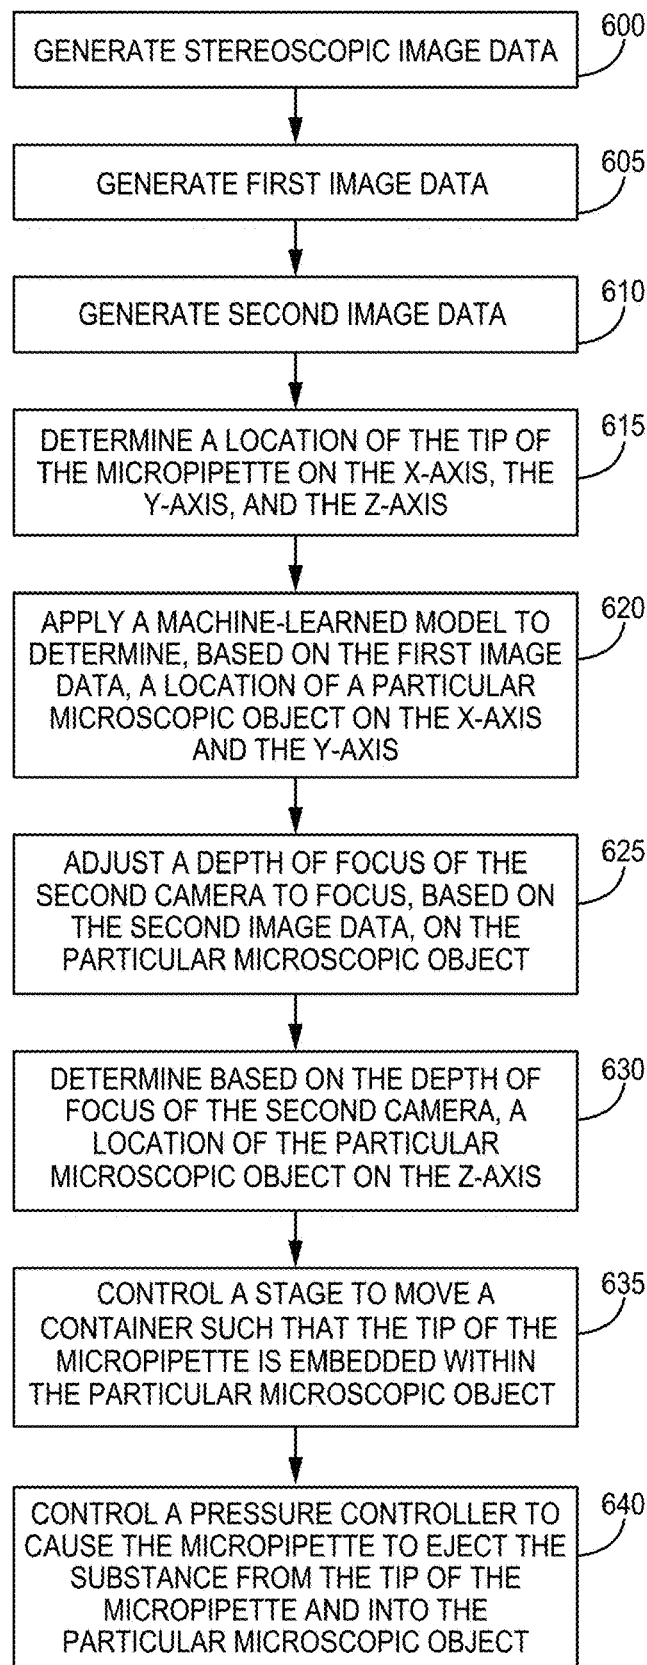 600
GENERATE STEREOSCOPIC IMAGE DATA
605
GENERATE FIRST IMAGE DATA
610
GENERATE SECOND IMAGE DATA
615
DETERMINE A LOCATION OF THE TIP OF
THE MICROPIPETTE ON THE X-AXIS, THE
Y-AXIS, AND THE Z-AXIS
620
APPLY A MACHINE-LEARNED MODEL TO
DETERMINE, BASED ON THE FIRST IMAGE
DATA, A LOCATION OF A PARTICULAR
MICROSCOPIC OBJECT ON THE X-AXIS
AND THE Y-AXIS
625
ADJUST A DEPTH OF FOCUS OF THE
SECOND CAMERA TO FOCUS, BASED ON
THE SECOND IMAGE DATA, ON THE
PARTICULAR MICROSCOPIC OBJECT
630
DETERMINE BASED ON THE DEPTH OF
FOCUS OF THE SECOND CAMERA, A
LOCATION OF THE PARTICULAR
MICROSCOPIC OBJECT ON THE Z-AXIS
635
CONTROL A STAGE TO MOVE A
CONTAINER SUCH THAT THE TIP OF THE
MICROPIPETTE IS EMBEDDED WITHIN
THE PARTICULAR MICROSCOPIC OBJECT
640
CONTROL A PRESSURE CONTROLLER TO
CAUSE THE MICROPIPETTE TO EJECT THE
SUBSTANCE FROM THE TIP OF THE
MICROPIPETTE AND INTO THE
PARTICULAR MICROSCOPIC OBJECT